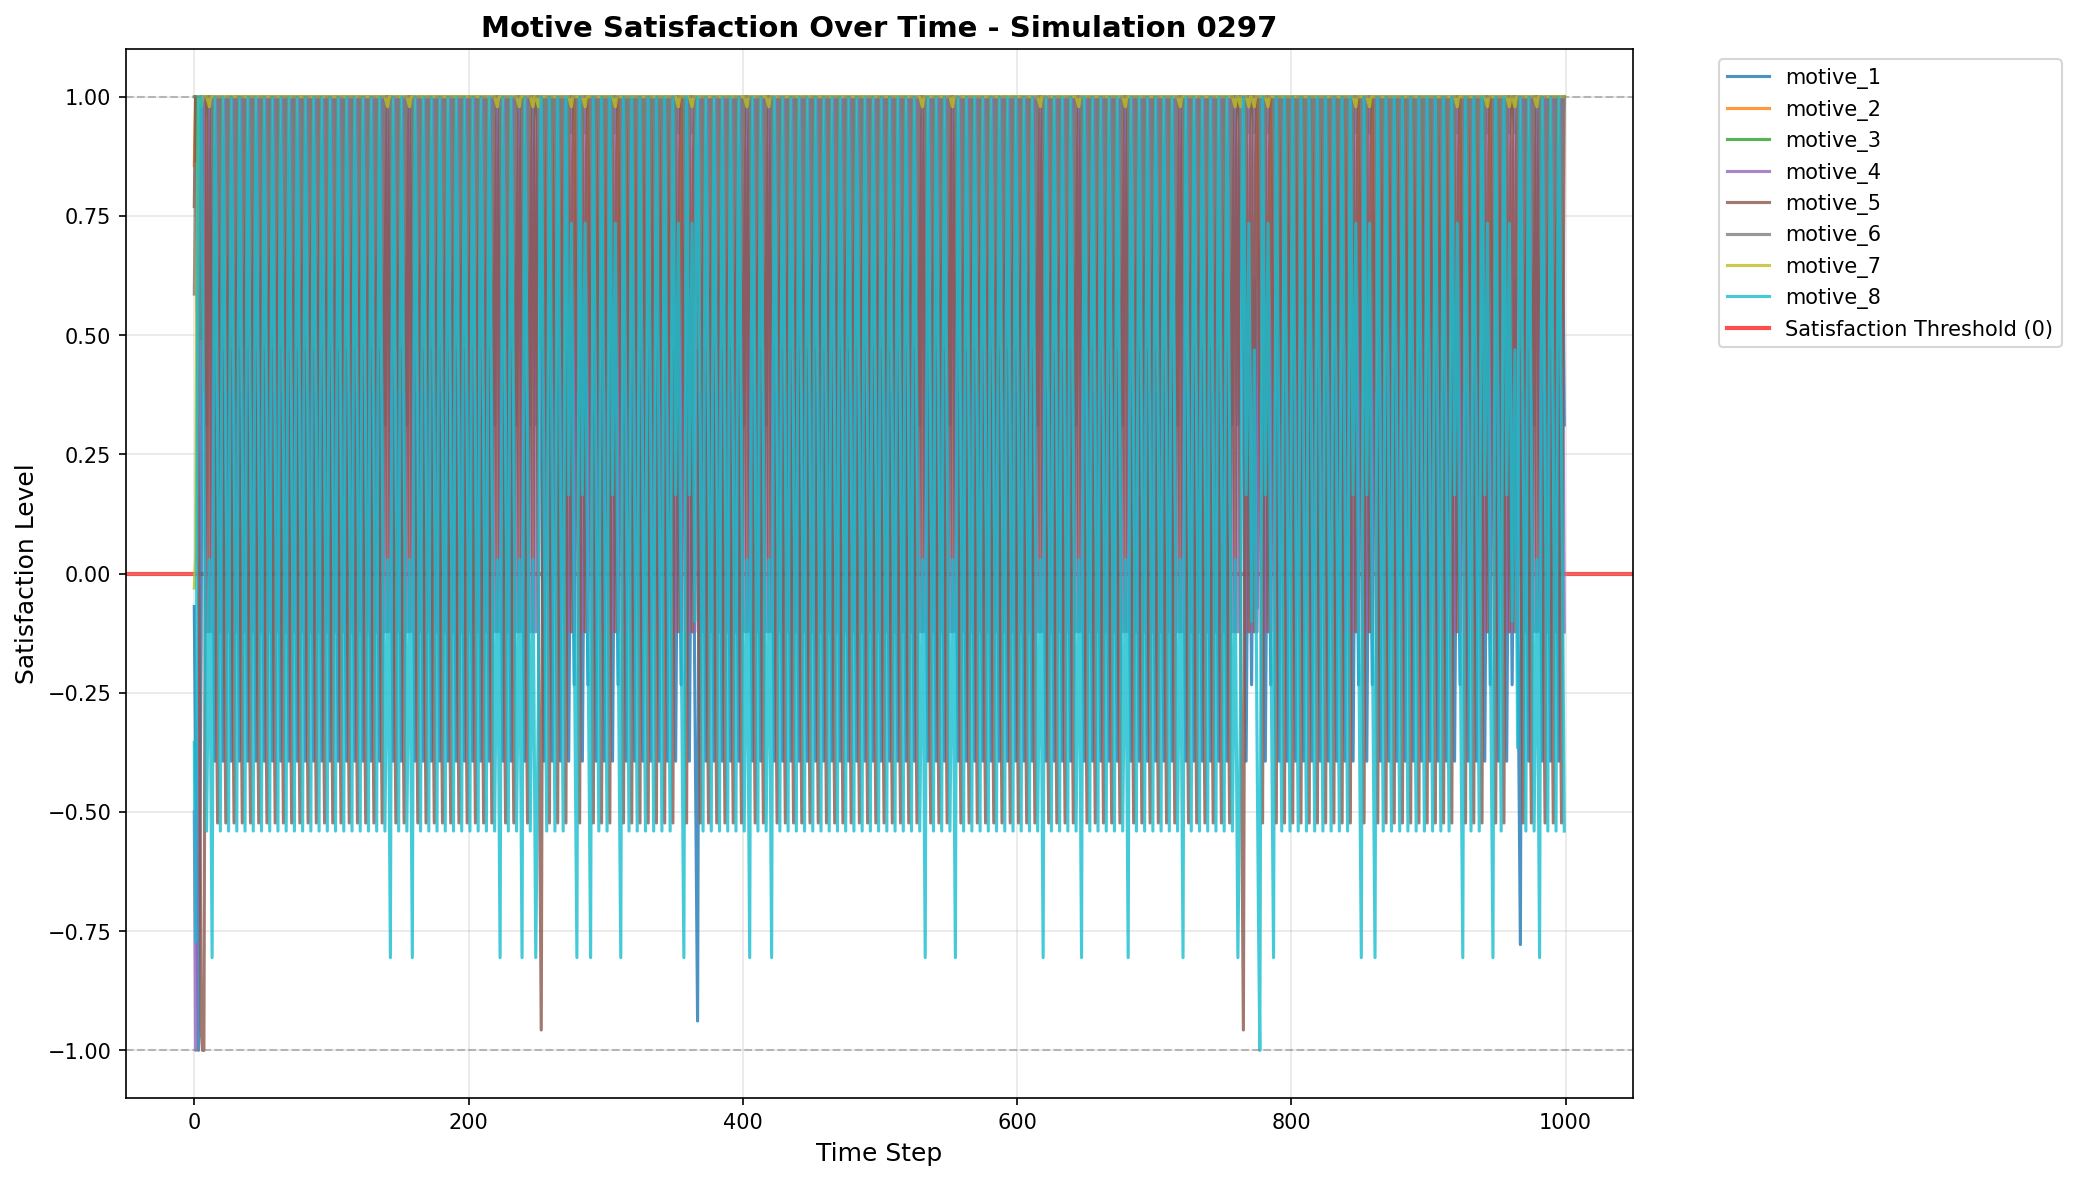 Motive Satisfaction Over Time - Simulation 0297
1.00
0.75
0.50
0.25
0.00
−0.25
−0.50
−0.75
−1.00
Satisfaction Level
0
200
400
600
800
1000
Time Step
motive_1
motive_2
motive_3
motive_4
motive_5
motive_6
motive_7
motive_8
Satisfaction Threshold (0)